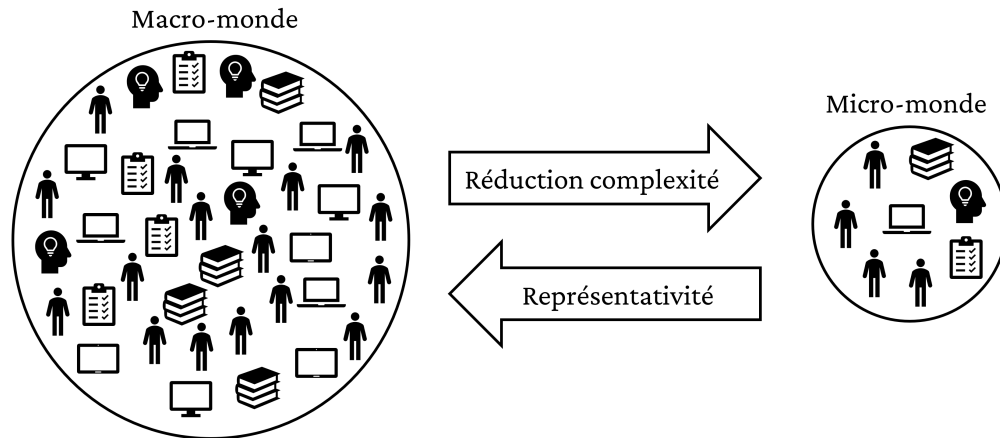 Macro-monde
Micro-monde
Réduction complexité
Représentativité